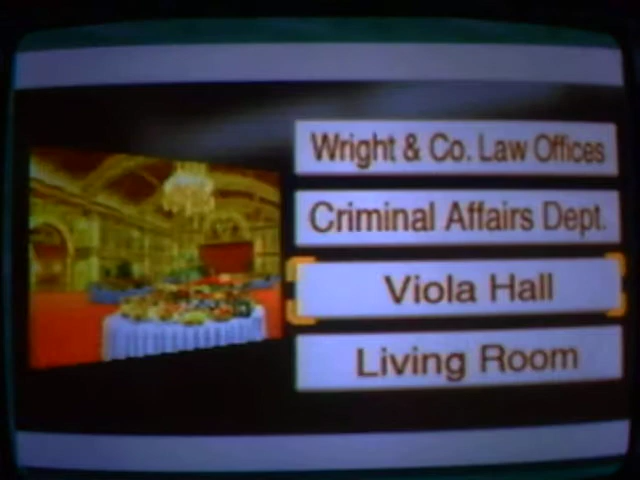 Wright & Co. Law Offices
Criminal Affairs Dept.
Viola Hall
Living Room